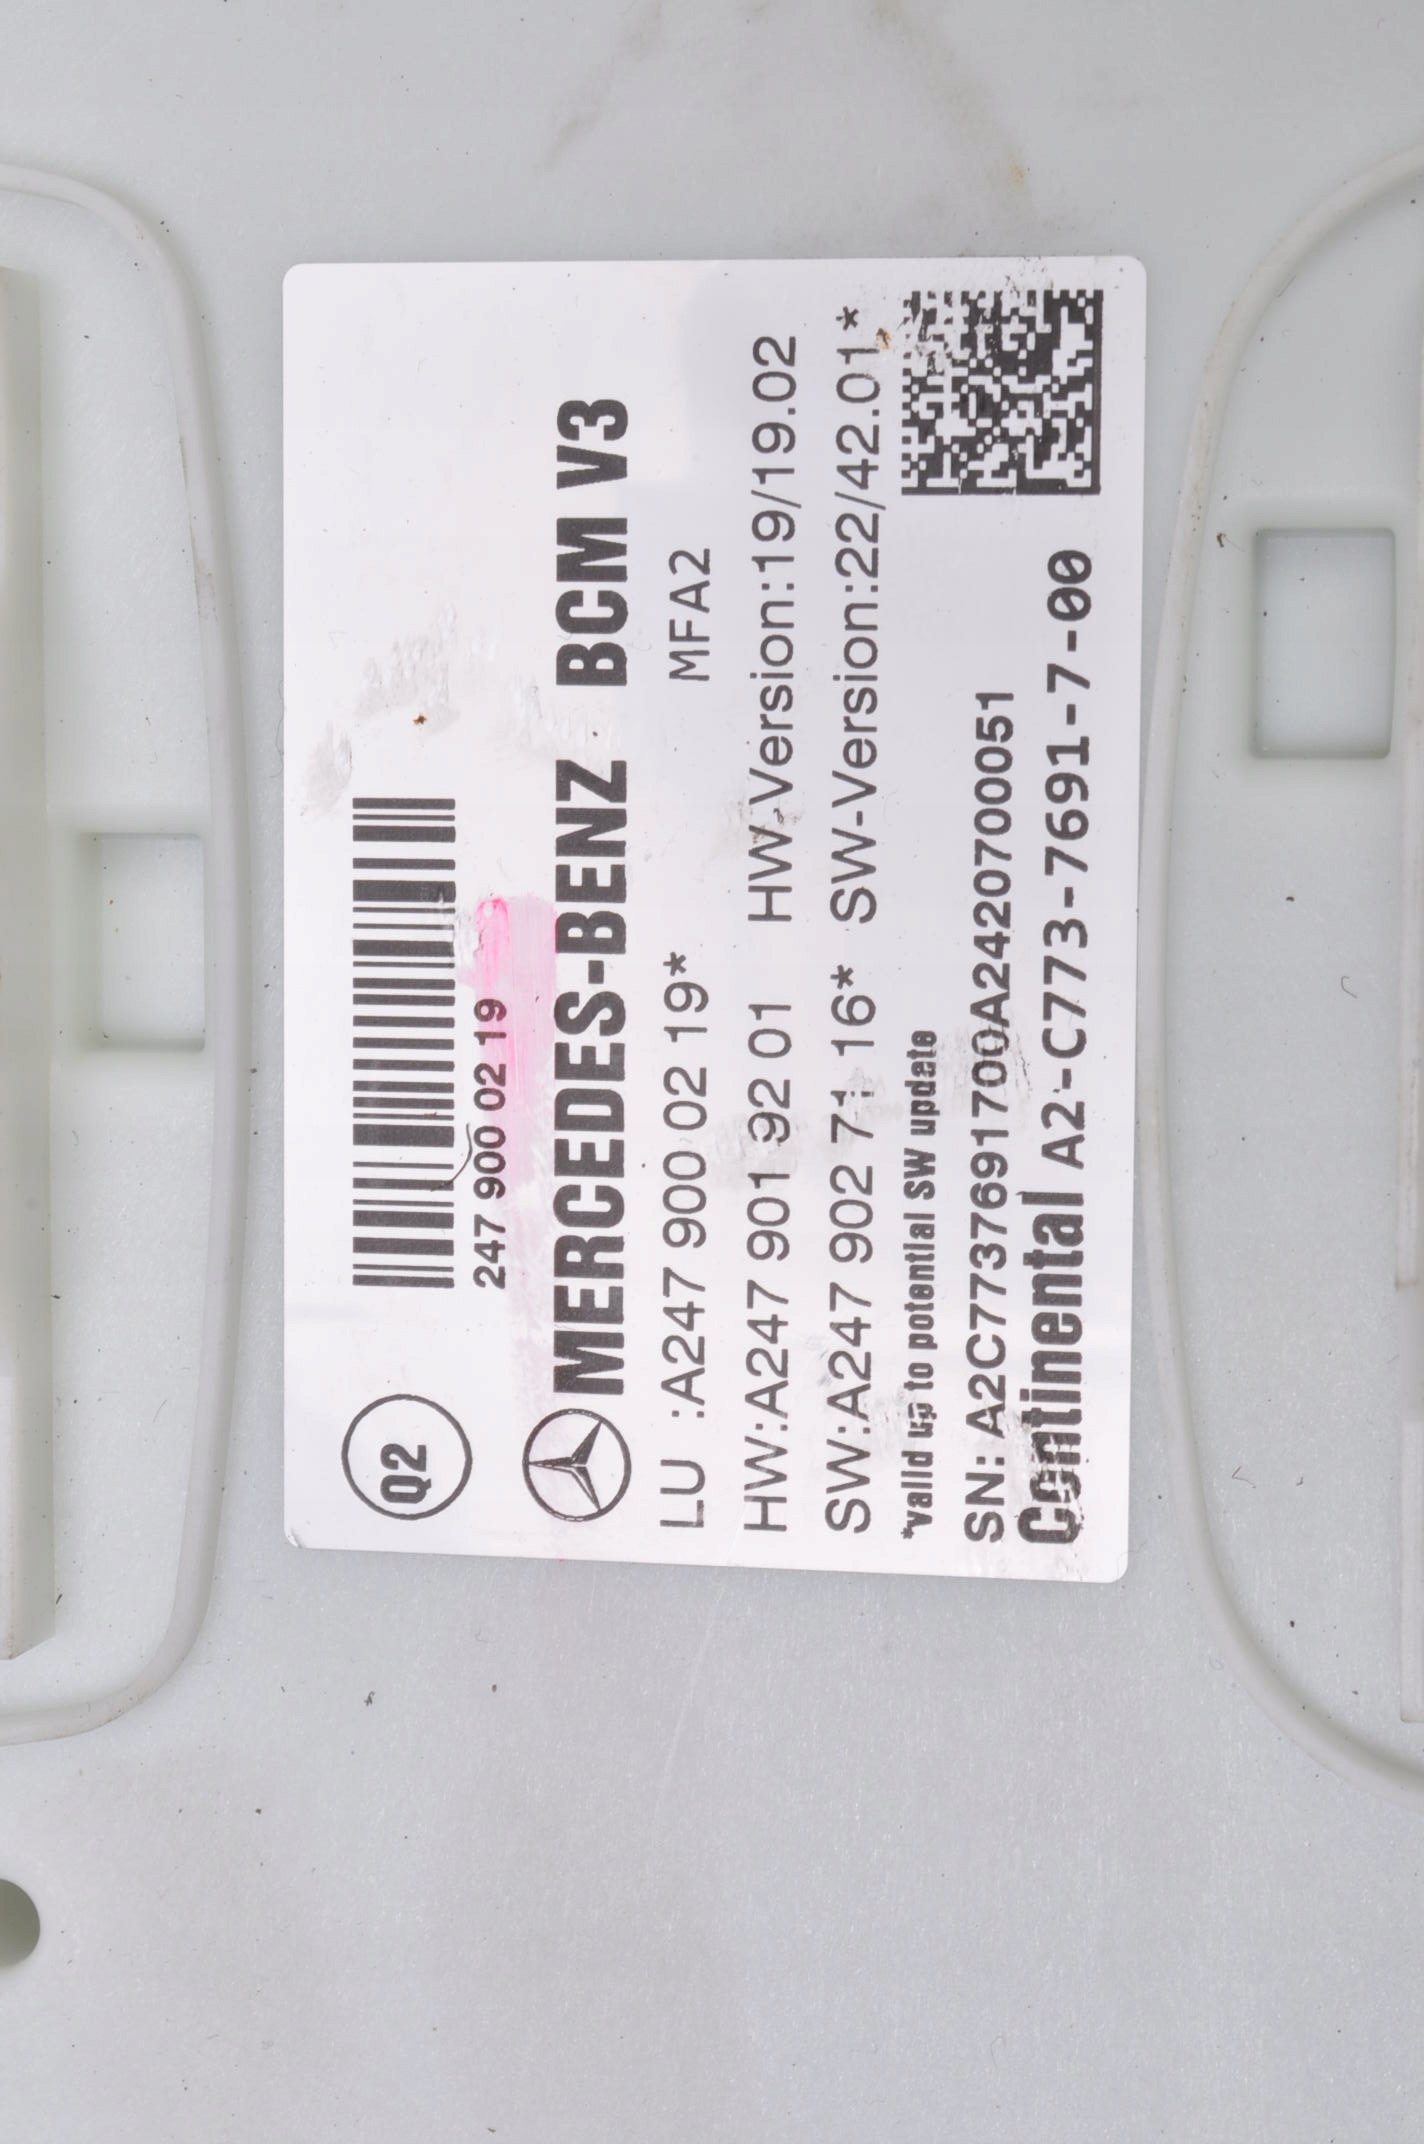 Q2
247 900 02 19
MERCEDES-BENZ BCM V3
LU :A247 900 02 19* MFA2
HW:A247 901 92 01 HW-Version:19/19.02
SW:A247 902 71 16* SW-Version:22/42.01*
*valid up to potential SW update
SN: A2C7737691700A2420700051
Continental A2-C773-7691-7-00